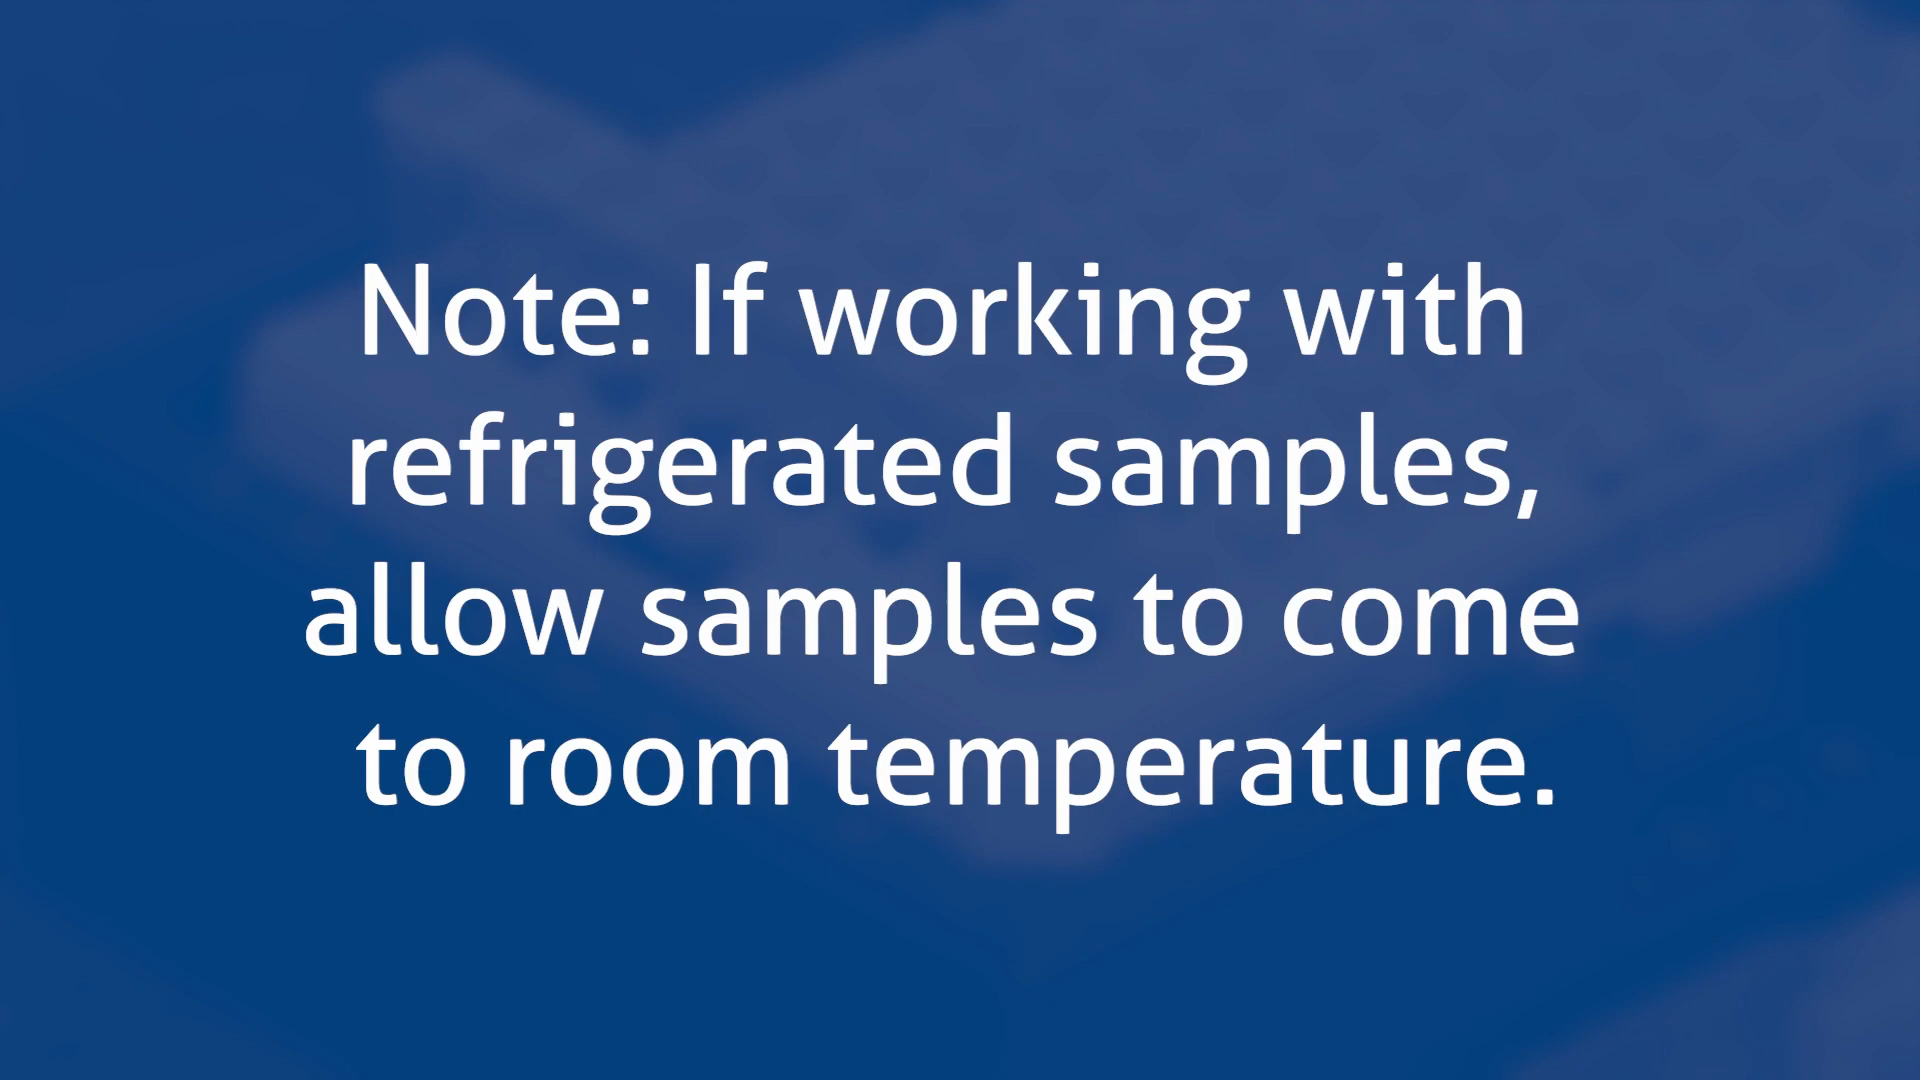 Note: If working with
refrigerated samples,
allow samples to come
to room temperature.